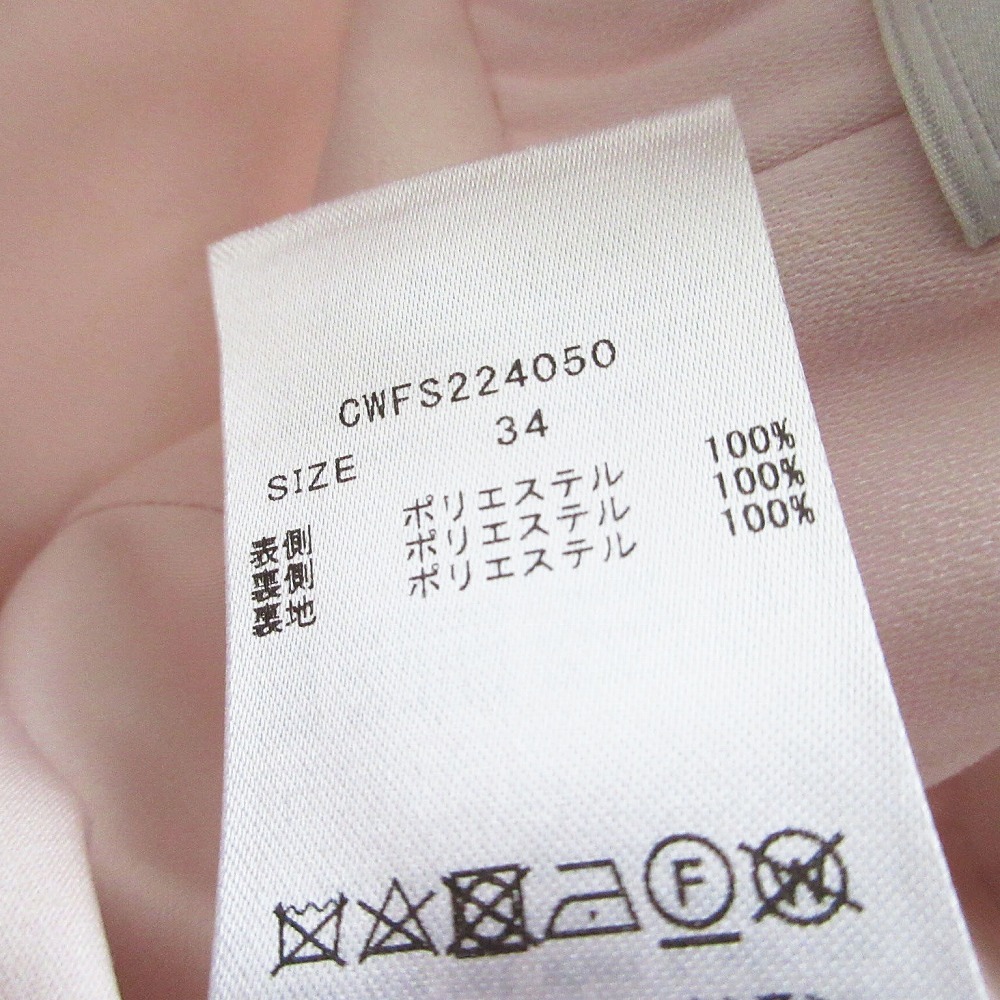 CWFS224050
SIZE 34
表側 ポリエステル 100%
裏側 ポリエステル 100%
裏地 ポリエステル 100%
F W